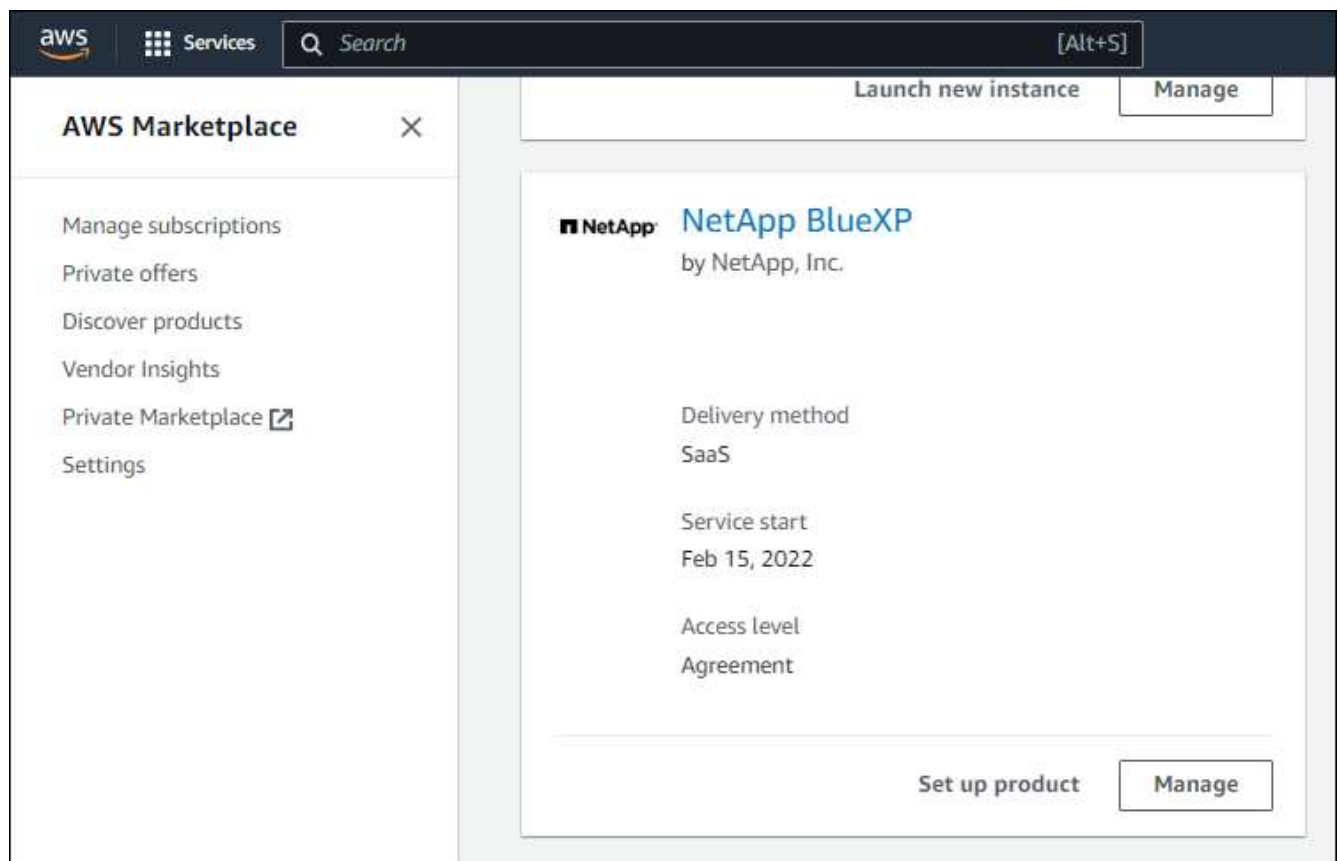 aws
Services
Search
[Alt+S]
AWS Marketplace
Manage subscriptions
Private offers
Discover products
Vendor Insights
Private Marketplace
Settings
Launch new instance
Manage
NetApp
NetApp BlueXP
by NetApp, Inc.
Delivery method
SaaS
Service start
Feb 15, 2022
Access level
Agreement
Set up product
Manage